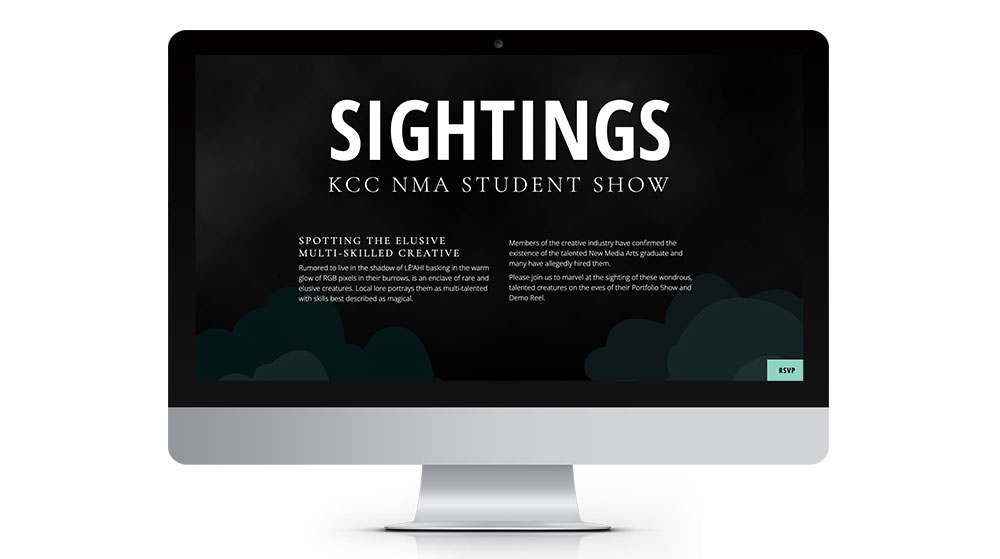 SIGHTINGS
KCC NMA STUDENT SHOW
SPOTTING THE ELUSIVE
MULTI-SKILLED CREATIVE
Rumored to live in the shadow of LĒ'AHI basking in the warm
glow of RGB pixels in their burrows, is an enclave of rare and
elusive creatures. Local lore portrays them as multi-talented
with skills best described as magical.
Members of the creative industry have confirmed the
existence of the talented New Media Arts graduate and
many have allegedly hired them.
Please join us to marvel at the sighting of these wondrous,
talented creatures on the eves of their Portfolio Show and
Demo Reel.
RSVP